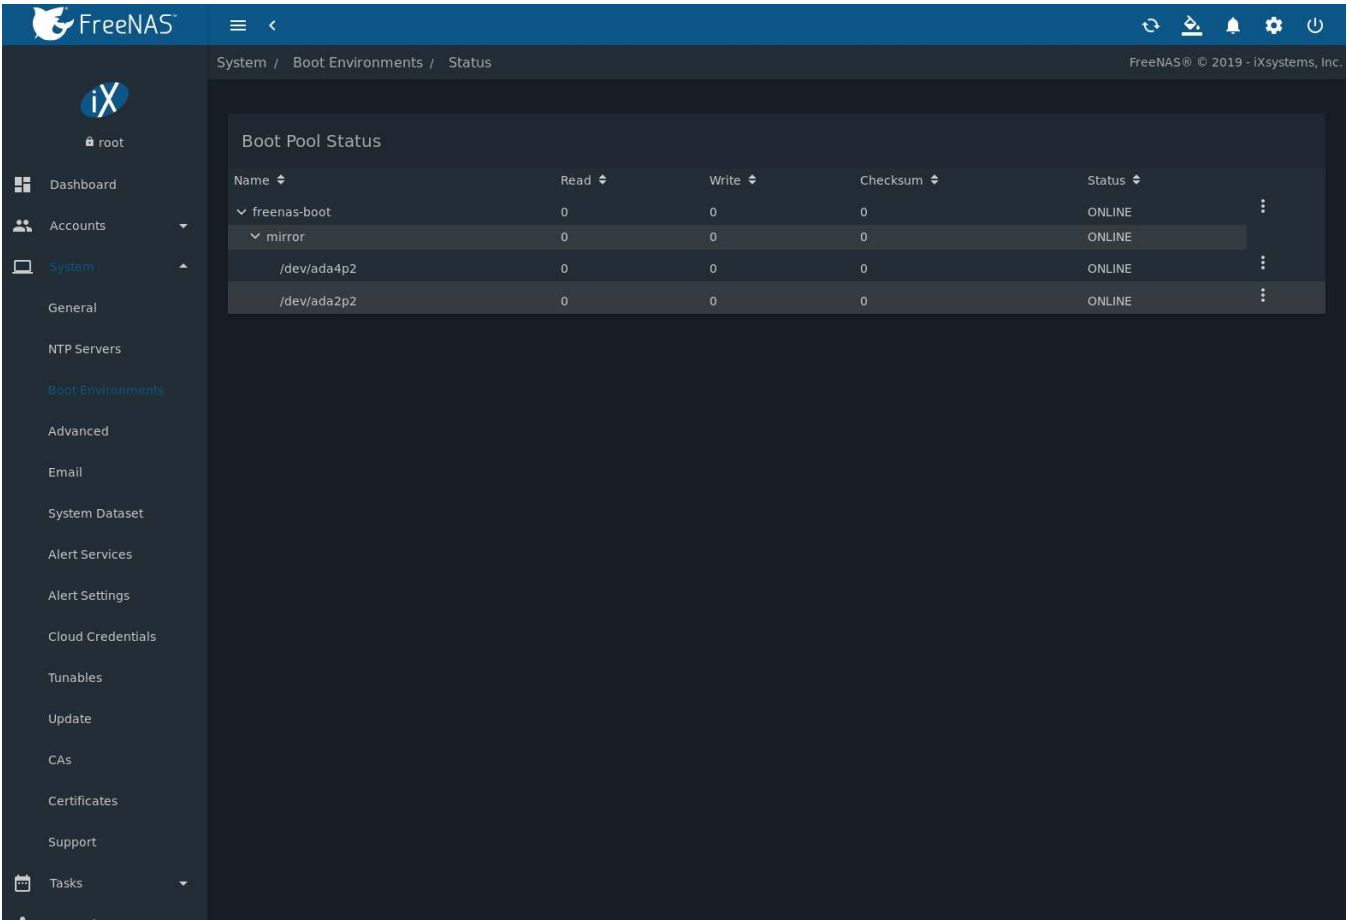 FreeNAS™
System / Boot Environments / Status
FreeNAS® © 2019 - iXsystems, Inc.
iX
root
Dashboard
Accounts
System
General
NTP Servers
Boot Environments
Advanced
Email
System Dataset
Alert Services
Alert Settings
Cloud Credentials
Tunables
Update
CAs
Certificates
Support
Tasks
Boot Pool Status
Name Read Write Checksum Status
freenas-boot 0 0 0 ONLINE
mirror 0 0 0 ONLINE
/dev/ada4p2 0 0 0 ONLINE
/dev/ada2p2 0 0 0 ONLINE